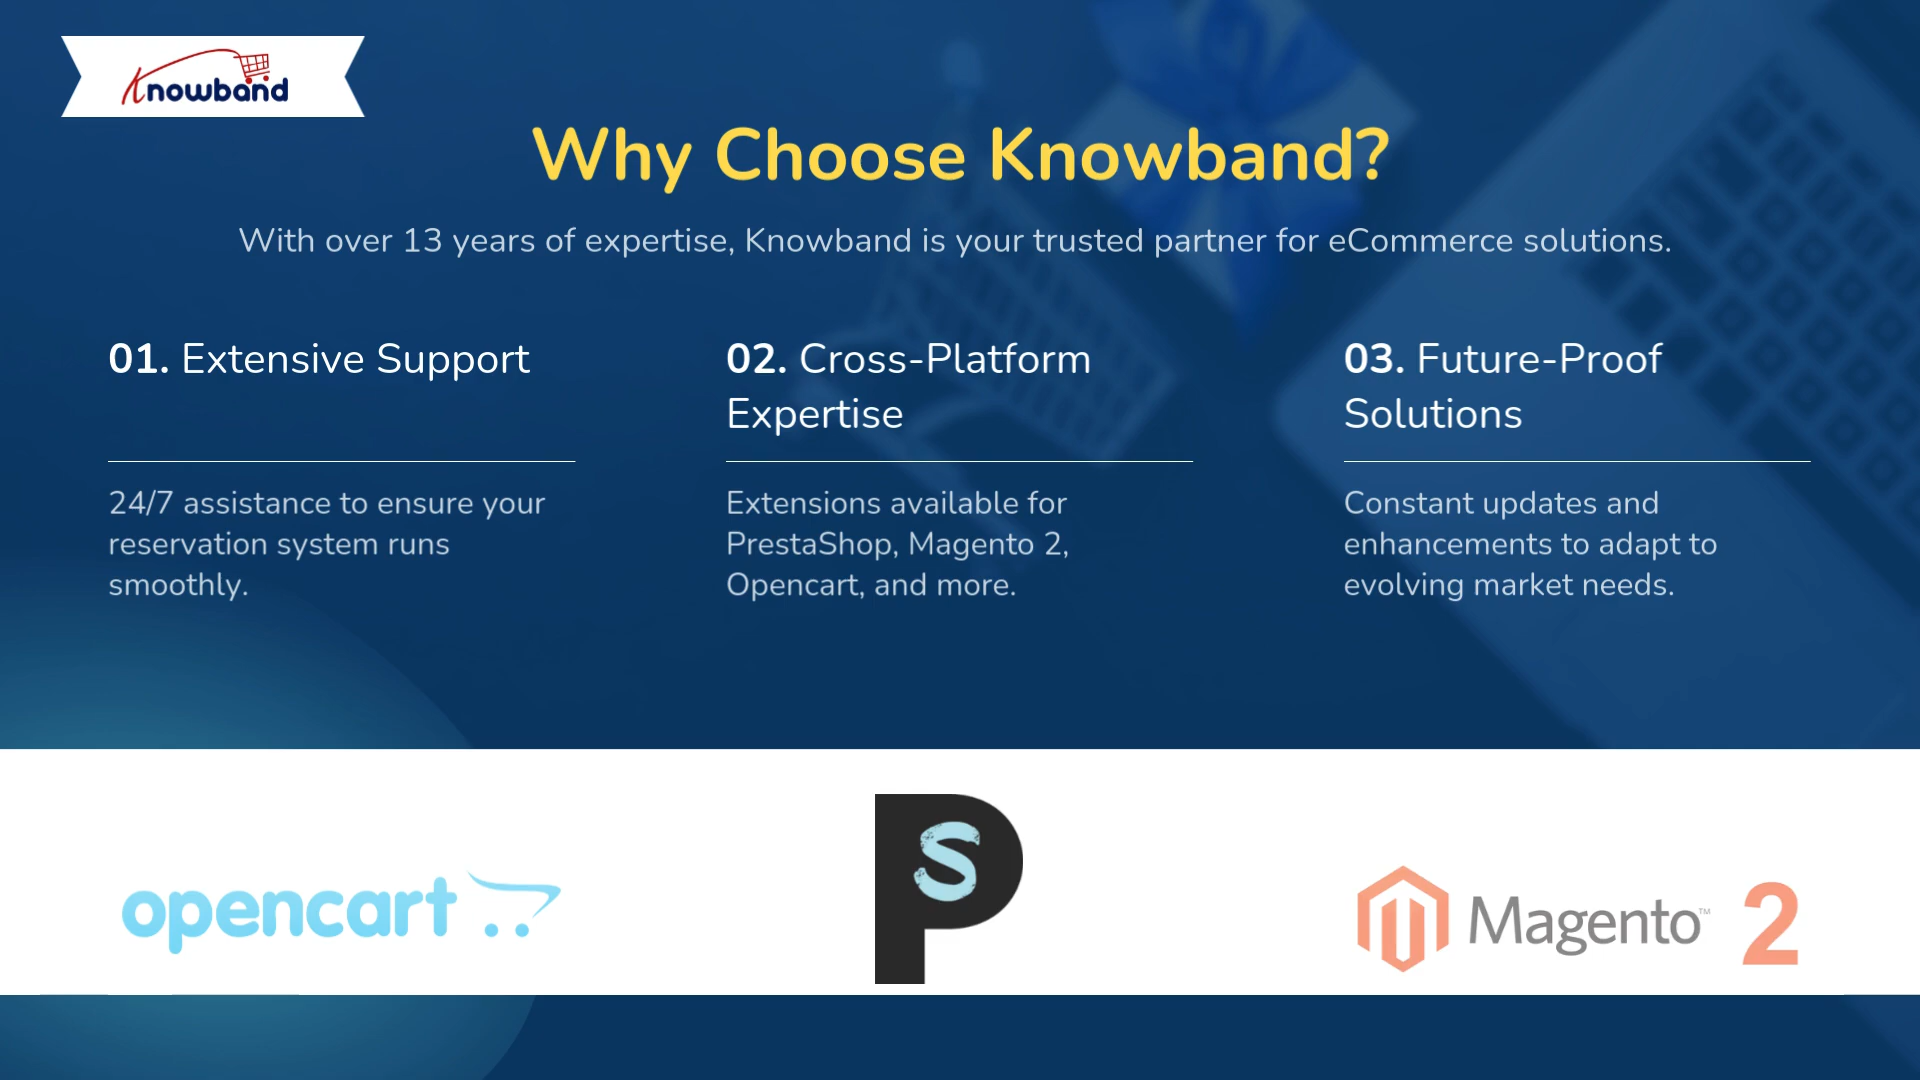 Knowband
Why Choose Knowband?
With over 13 years of expertise, Knowband is your trusted partner for eCommerce solutions.
01. Extensive Support
24/7 assistance to ensure your
reservation system runs
smoothly.
02. Cross-Platform
Expertise
Extensions available for
PrestaShop, Magento 2,
Opencart, and more.
03. Future-Proof
Solutions
Constant updates and
enhancements to adapt to
evolving market needs.
opencart
PS
Magento™ 2